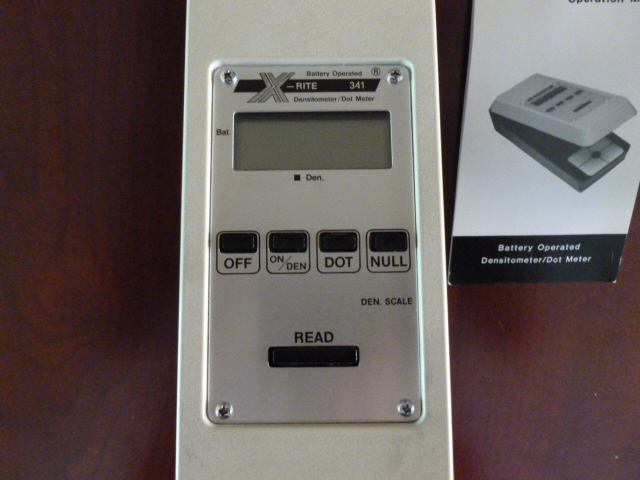 Battery Operated ®
X-RITE 341
Densitometer/Dot Meter
Bat.
■ Den.
OFF
ON/DEN
DOT
NULL
DEN. SCALE
READ
Operation
Battery Operated
Densitometer/Dot Meter